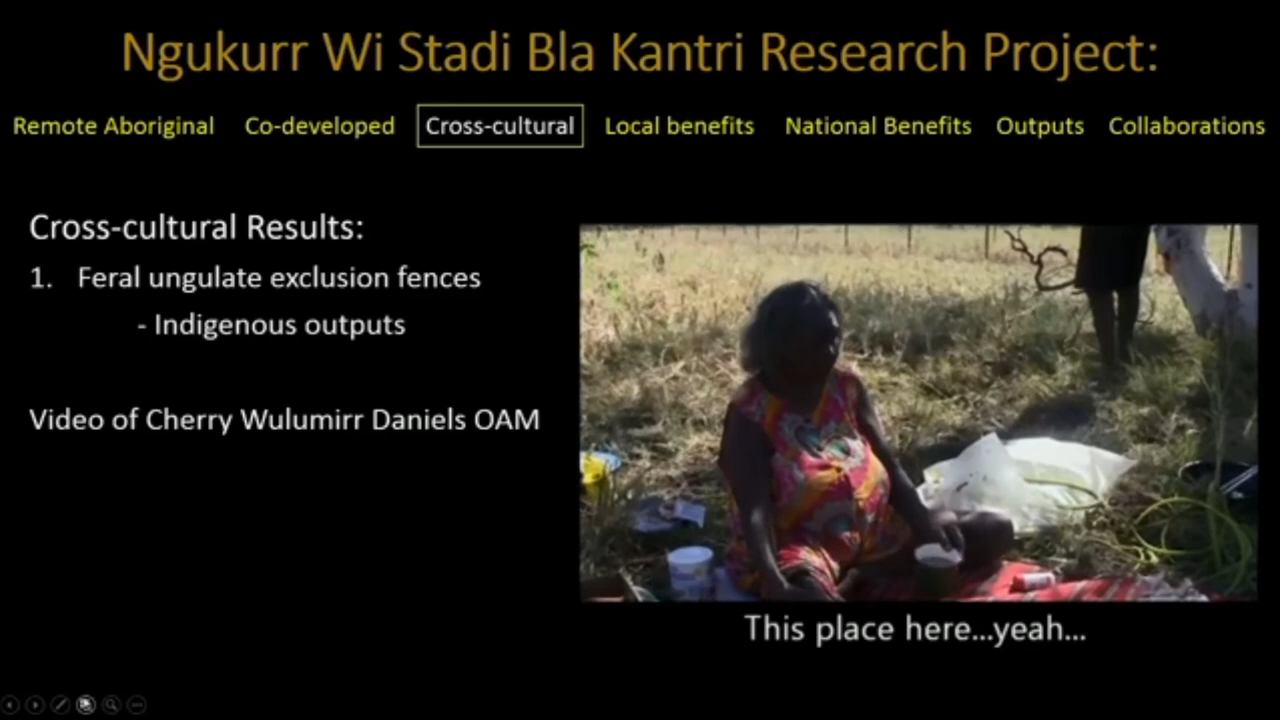 Ngukurr Wi Stadi Bla Kantri Research Project:
Remote Aboriginal Co-developed Cross-cultural Local benefits National Benefits Outputs Collaborations
Cross-cultural Results:
1. Feral ungulate exclusion fences
- Indigenous outputs
Video of Cherry Wulumirr Daniels OAM
This place here...yeah...